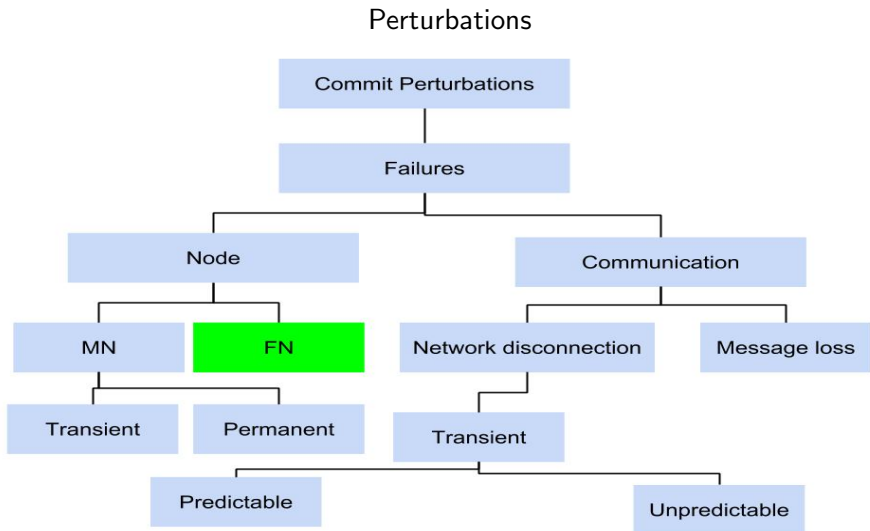 Perturbations
Commit Perturbations
Failures
Node
Communication
MN
FN
Network disconnection
Message loss
Transient
Permanent
Transient
Predictable
Unpredictable